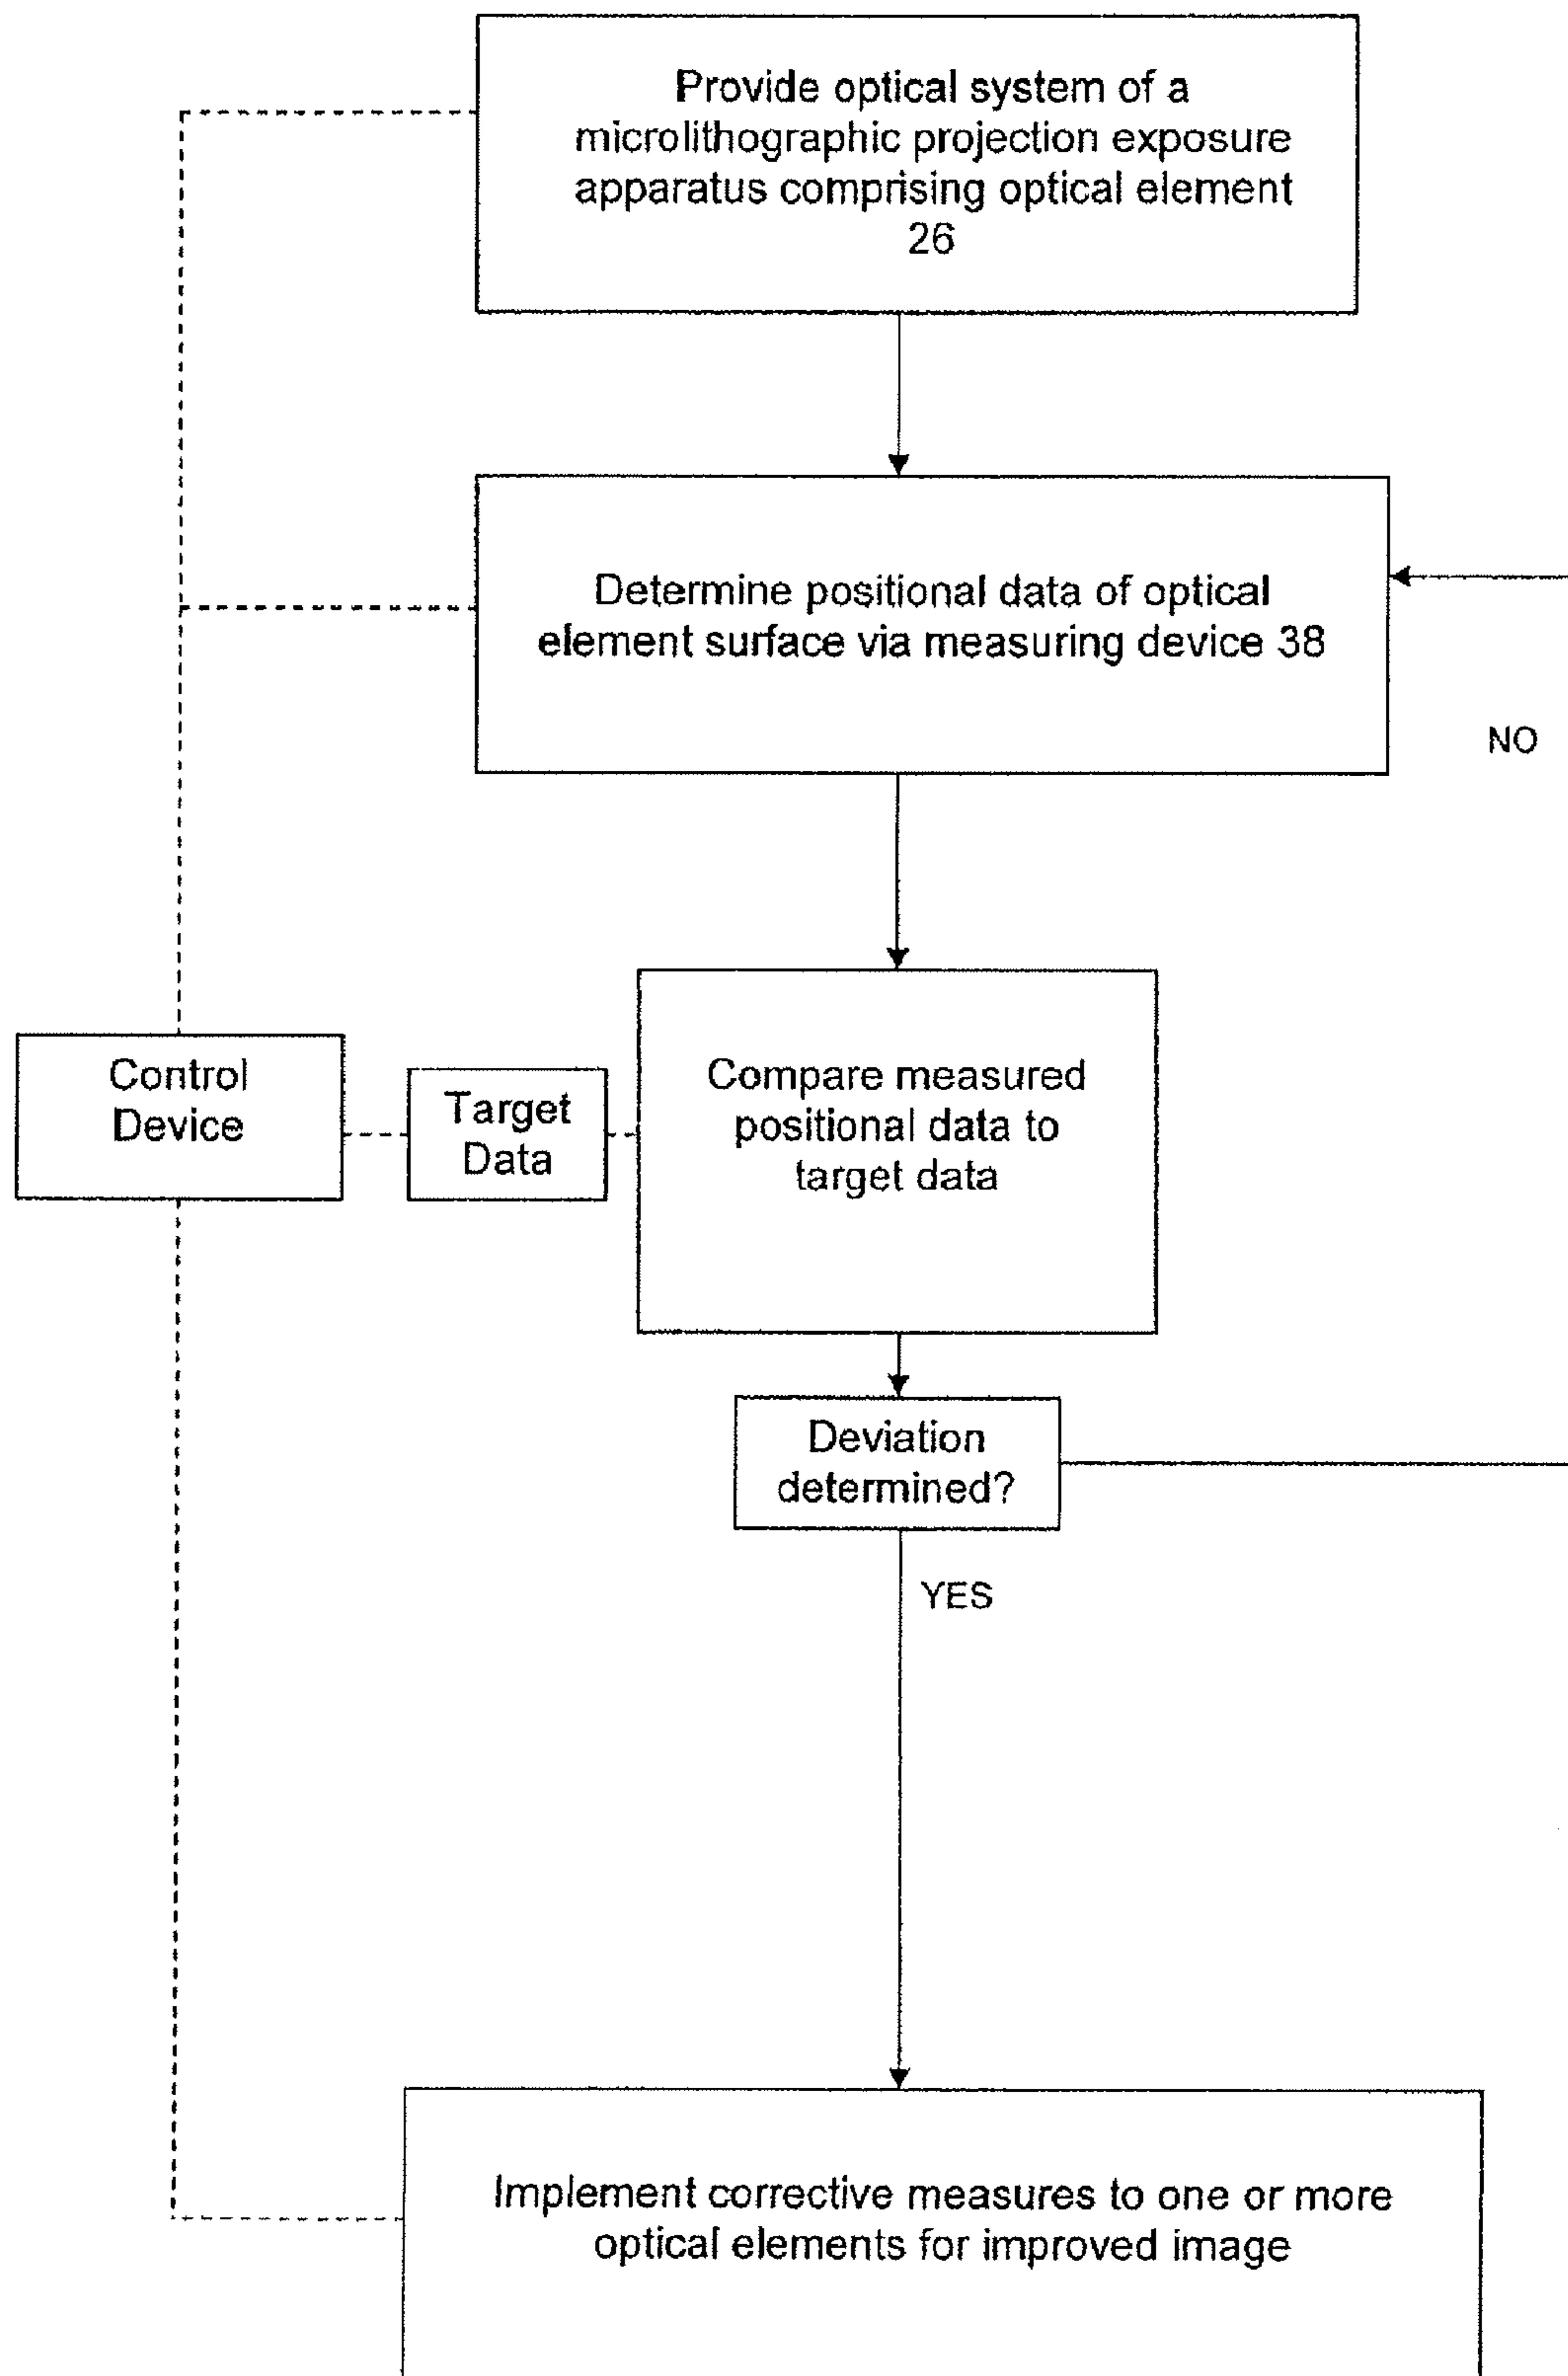 Provide optical system of a
microlithographic projection exposure
apparatus comprising optical element
26
Determine positional data of optical
element surface via measuring device 38
NO
Control
Device
Target
Data
Compare measured
positional data to
target data
Deviation
determined?
YES
Implement corrective measures to one or more
optical elements for improved image